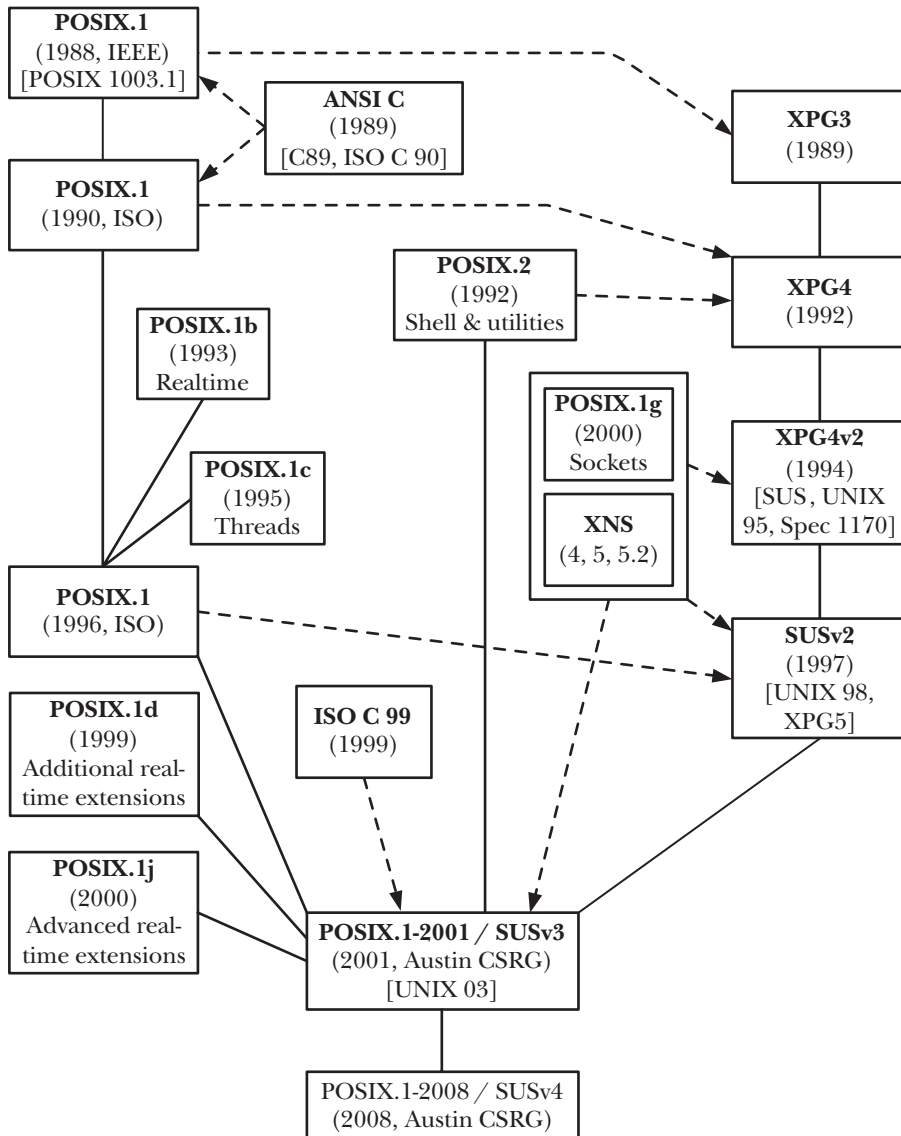 POSIX.1
(1988, IEEE)
[POSIX 1003.1]
ANSI C
(1989)
[C89, ISO C 90]
XPG3
(1989)
POSIX.1
(1990, ISO)
POSIX.2
(1992)
Shell & utilities
XPG4
(1992)
POSIX.1b
(1993)
Realtime
POSIX.1g
(2000)
Sockets
XPG4v2
(1994)
[SUS, UNIX
95, Spec 1170]
POSIX.1c
(1995)
Threads
XNS
(4, 5, 5.2)
POSIX.1
(1996, ISO)
SUSv2
(1997)
[UNIX 98,
XPG5]
POSIX.1d
(1999)
Additional real-
time extensions
ISO C 99
(1999)
POSIX.1j
(2000)
Advanced real-
time extensions
POSIX.1-2001 / SUSv3
(2001, Austin CSRG)
[UNIX 03]
POSIX.1-2008 / SUSv4
(2008, Austin CSRG)